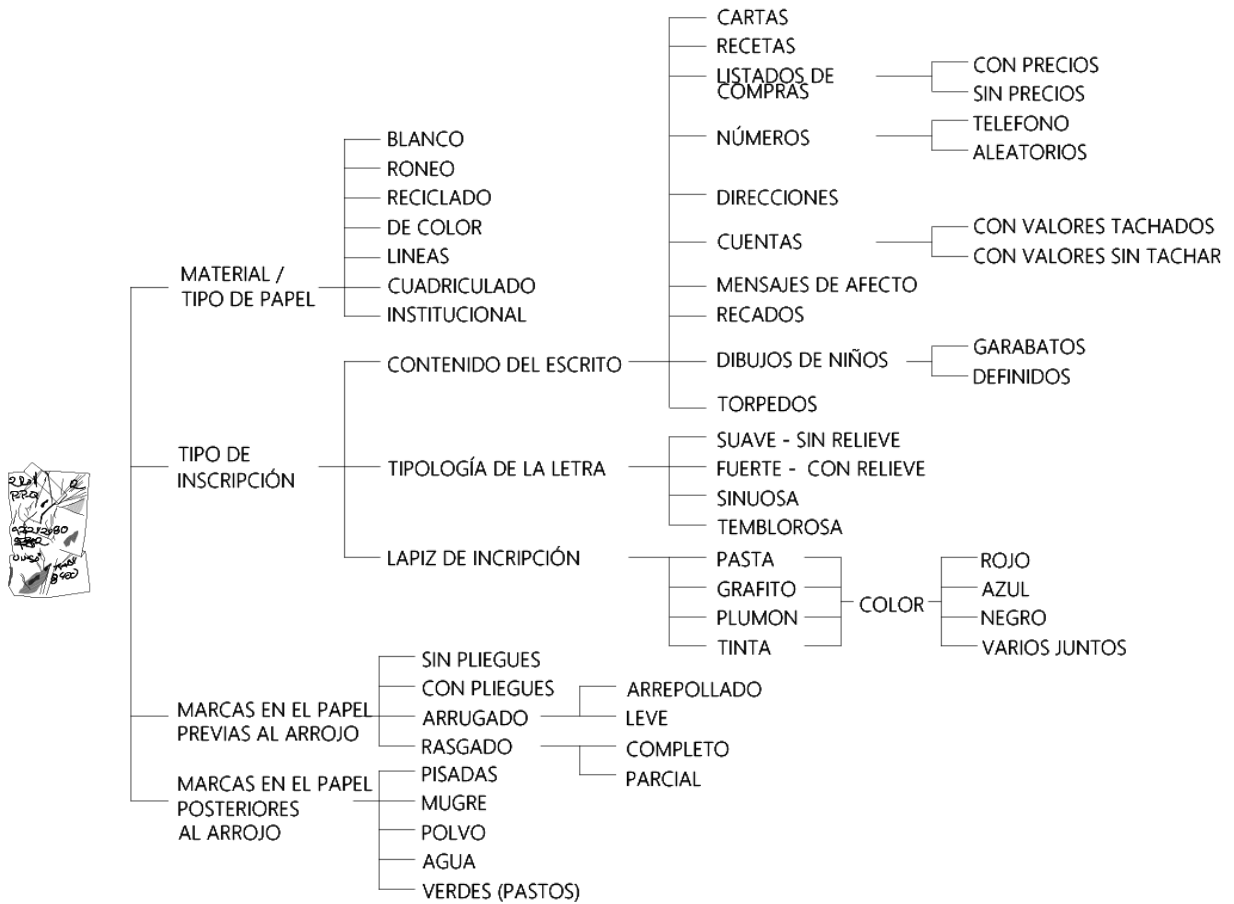 CARTAS
RECETAS
LISTADOS DE
COMPRAS
CON PRECIOS
SIN PRECIOS
NÚMEROS
TELEFONO
ALEATORIOS
DIRECCIONES
CUENTAS
CON VALORES TACHADOS
CON VALORES SIN TACHAR
MENSAJES DE AFECTO
RECADOS
DIBUJOS DE NIÑOS
GARABATOS
DEFINIDOS
TORPEDOS
BLANCO
RONEO
RECICLADO
DE COLOR
LINEAS
CUADRICULADO
INSTITUCIONAL
MATERIAL /
TIPO DE PAPEL
CONTENIDO DEL ESCRITO
TIPO DE
INSCRIPCIÓN
TIPOLOGÍA DE LA LETRA
SUAVE - SIN RELIEVE
FUERTE - CON RELIEVE
SINUOSA
TEMBLOROSA
LAPIZ DE INCRIPCIÓN
PASTA
GRAFITO
PLUMON
TINTA
COLOR
ROJO
AZUL
NEGRO
VARIOS JUNTOS
MARCAS EN EL PAPEL
PREVIAS AL ARROJO
SIN PLIEGUES
CON PLIEGUES
ARRUGADO
ARREPOLLADO
LEVE
RASGADO
COMPLETO
PARCIAL
MARCAS EN EL PAPEL
POSTERIORES
AL ARROJO
PISADAS
MUGRE
POLVO
AGUA
VERDES (PASTOS)